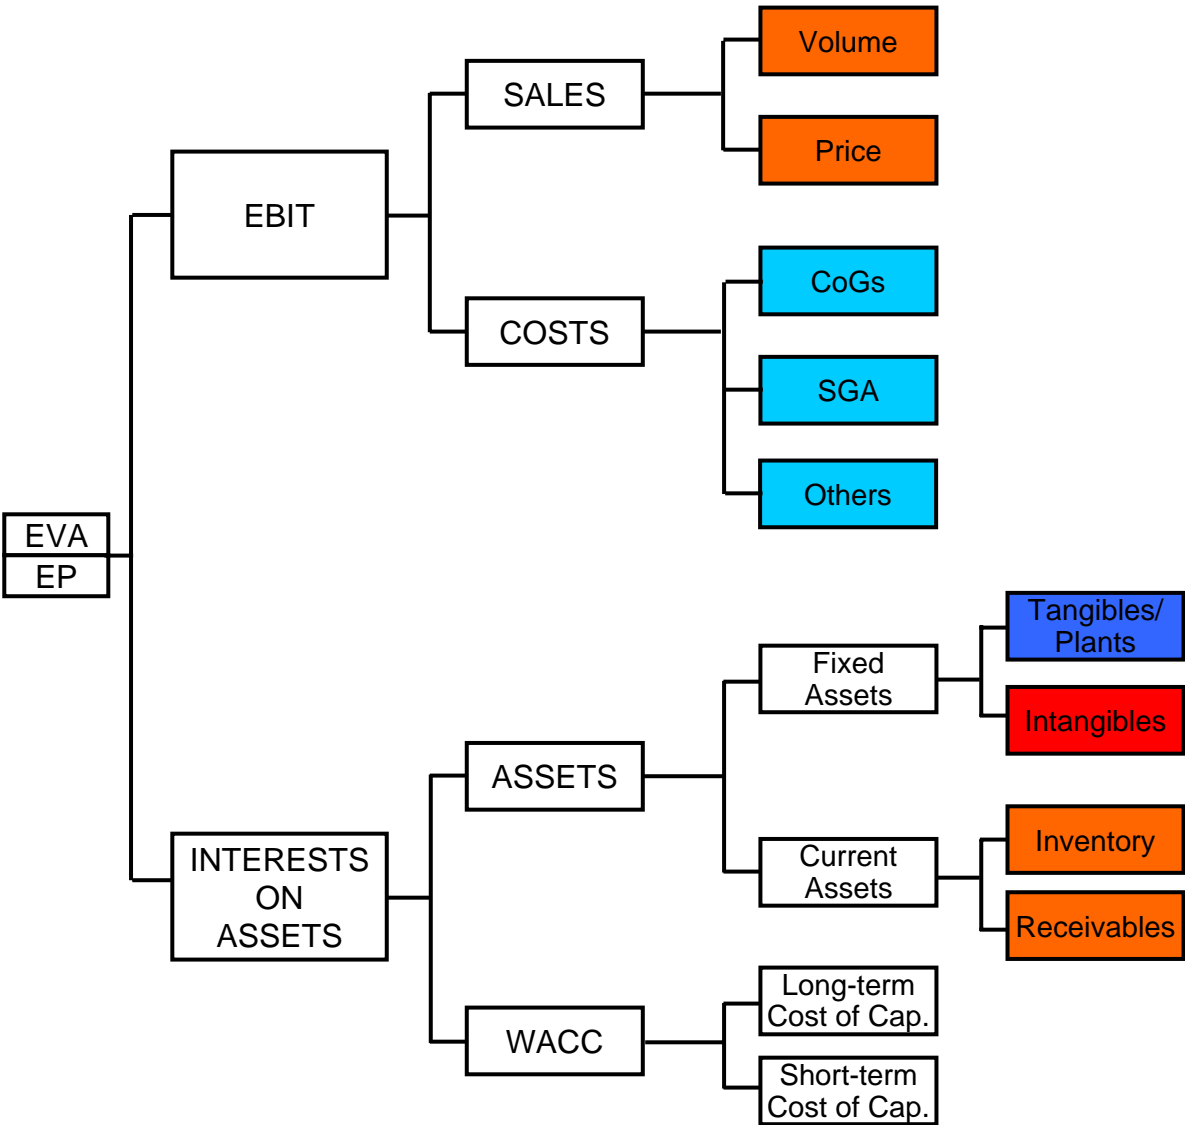 Volume
SALES
Price
EBIT
CoGs
COSTS
SGA
Others
EVA
EP
Tangibles/
Plants
Fixed
Assets
Intangibles
ASSETS
Inventory
Current
Assets
Receivables
INTERESTS
ON
ASSETS
Long-term
Cost of Cap.
WACC
Short-term
Cost of Cap.